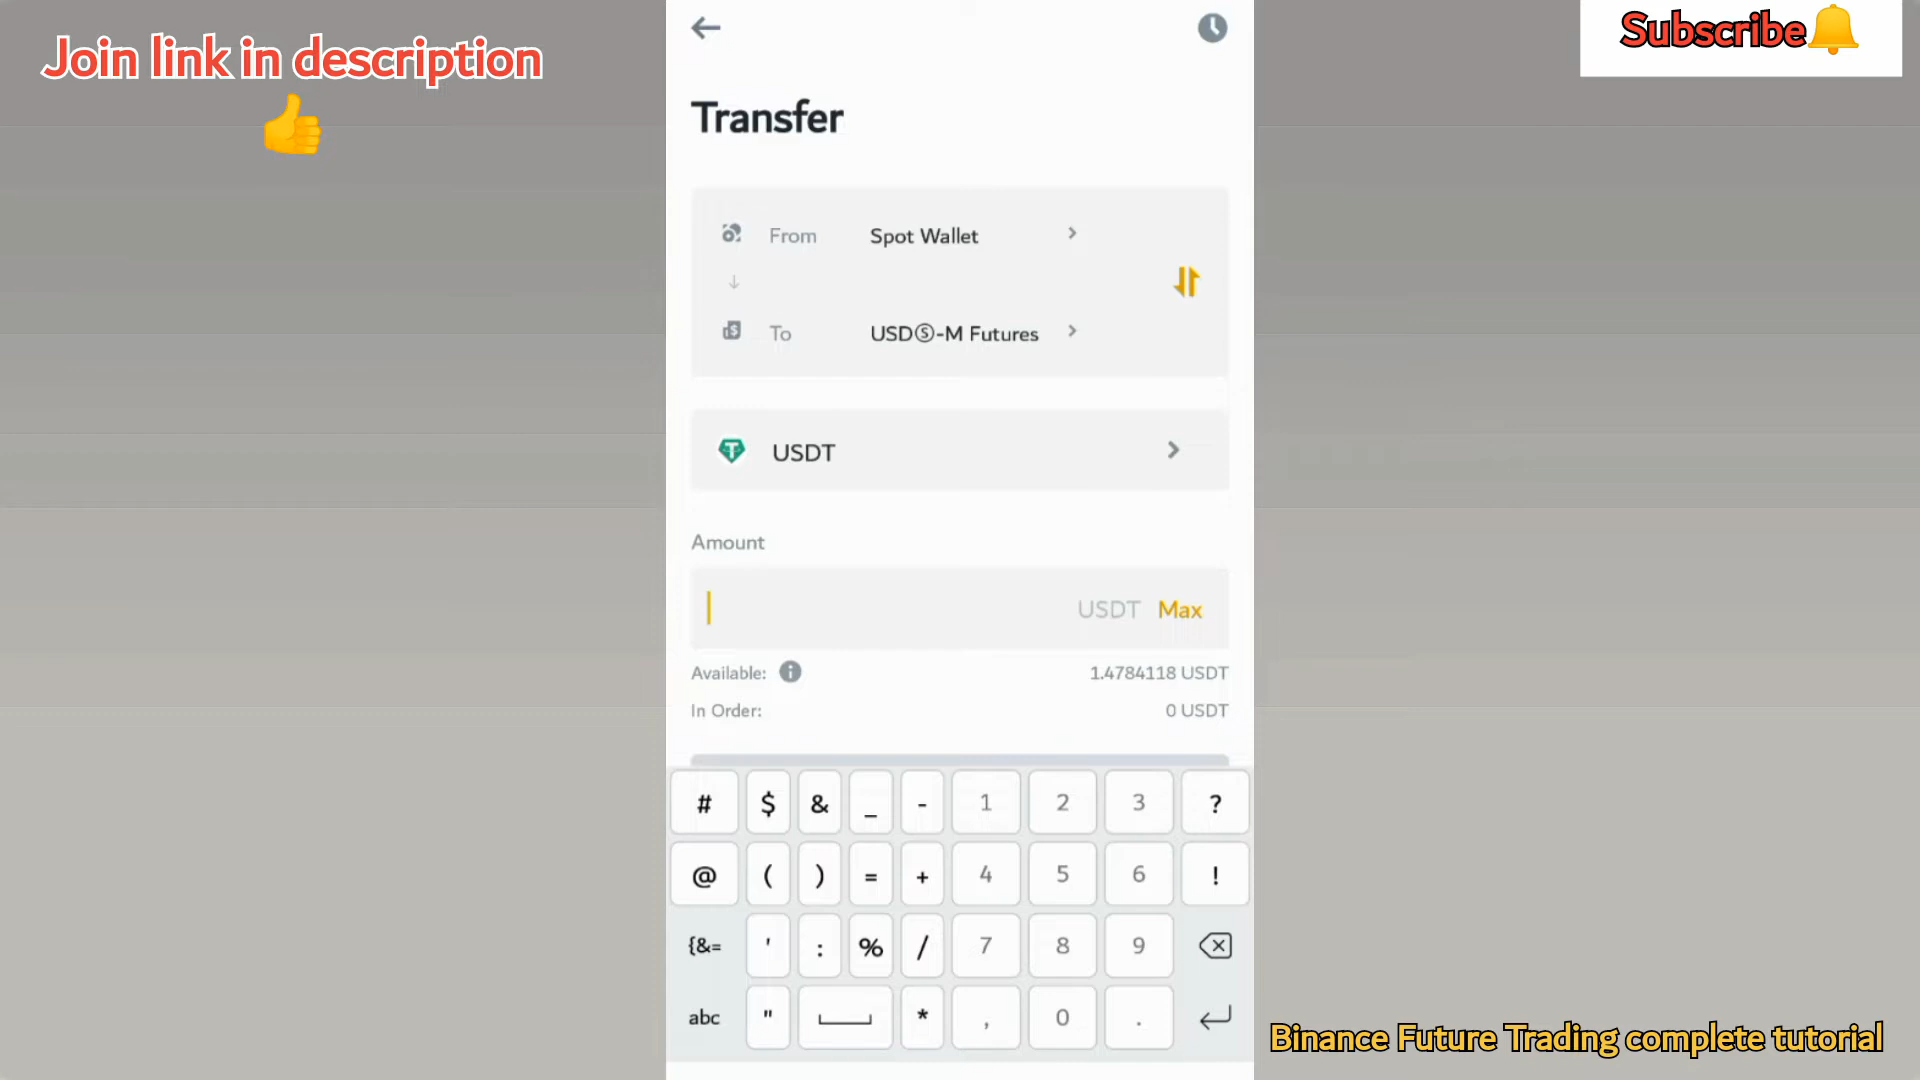 Join link in description
Subscribe
Transfer
From Spot Wallet
To USDⓈ-M Futures
USDT
Amount
USDT Max
Available: 1.4784118 USDT
In Order: 0 USDT
# $ & _ - 1 2 3 ?
@ ( ) = + 4 5 6 !
{&= ' : % / 7 8 9
abc " * , 0 .
Binance Future Trading complete tutorial